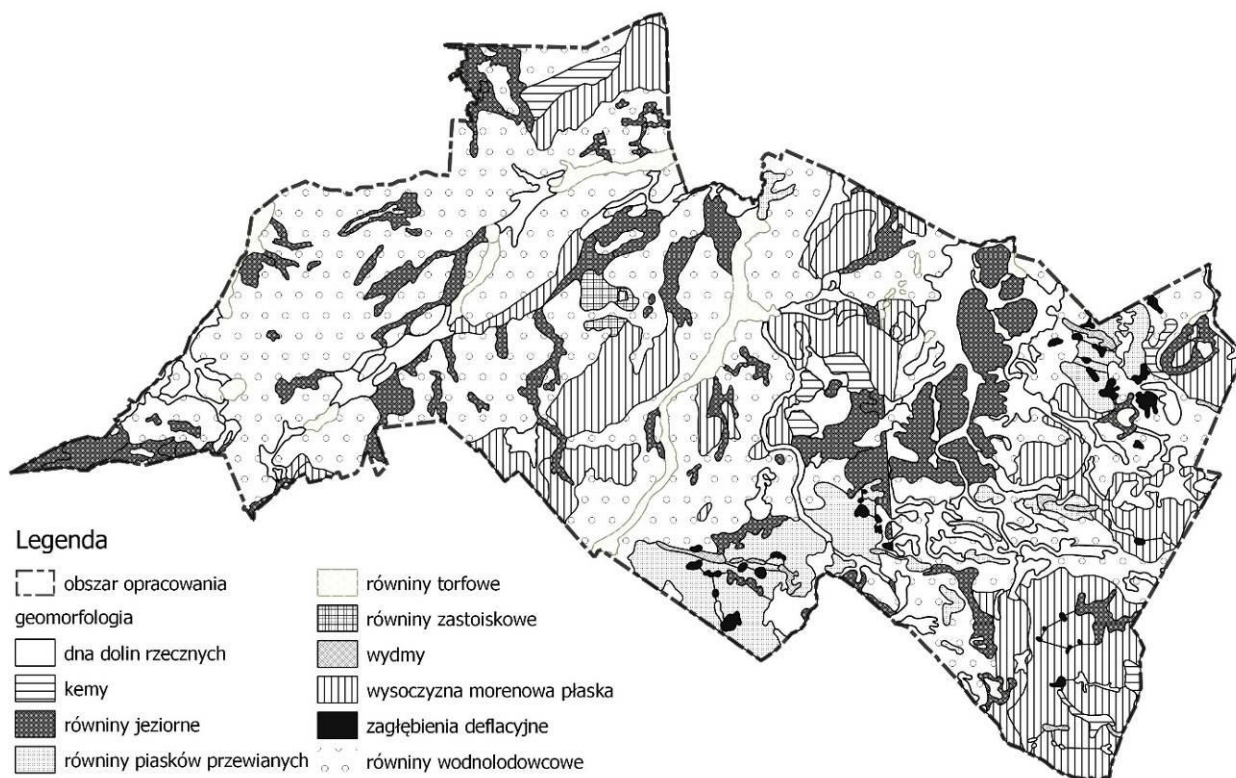 Legenda
obszar opracowania
geomorfologia
dna dolin rzecznych
kemy
równiny jeziorne
równiny piasków przewianych
równiny torfowe
równiny zastoiskowe
wydmy
wysoczyzna morenowa płaska
zagłębienia deflacyjne
równiny wodnolodowcowe